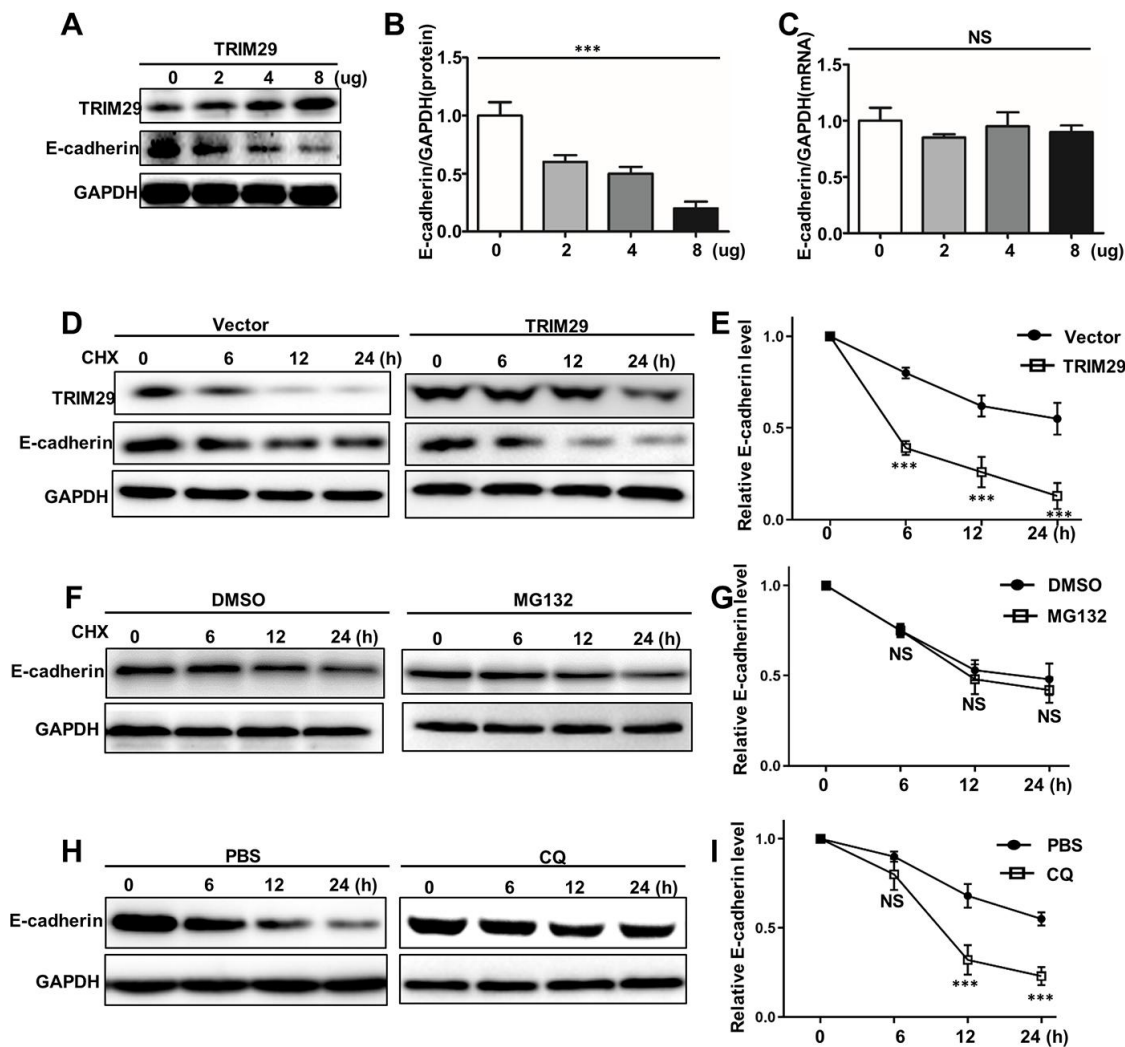 A
TRIM29
0 2 4 8 (ug)
TRIM29
E-cadherin
GAPDH
B
***
E-cadherin/GAPDH(protein)
1.5
1.0
0.5
0.0
0 2 4 8 (ug)
C
NS
E-cadherin/GAPDH(mRNA)
1.5
1.0
0.5
0.0
0 2 4 8 (ug)
D
Vector TRIM29
CHX 0 6 12 24 (h) 0 6 12 24 (h)
TRIM29
E-cadherin
GAPDH
E
Relative E-cadherin level
1.0
0.5
0.0
Vector
TRIM29
***
***
***
0 6 12 24 (h)
F
DMSO MG132
CHX 0 6 12 24 (h) 0 6 12 24 (h)
E-cadherin
GAPDH
G
Relative E-cadherin level
1.0
0.5
0.0
DMSO
MG132
NS
NS
NS
0 6 12 24 (h)
H
PBS CQ
0 6 12 24 (h) 0 6 12 24 (h)
E-cadherin
GAPDH
I
Relative E-cadherin level
1.0
0.5
0.0
PBS
CQ
NS
***
***
0 6 12 24 (h)